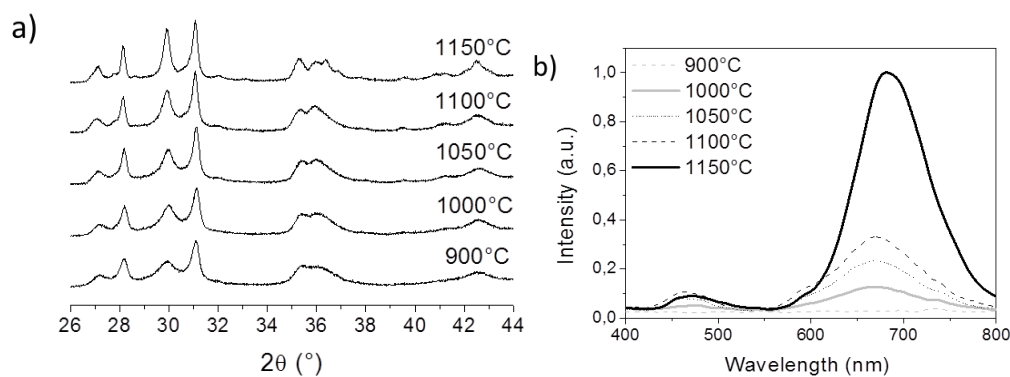 a)
1150°C
1100°C
1050°C
1000°C
900°C
26 28 30 32 34 36 38 40 42 44
2θ (°)
b)
900°C
1000°C
1050°C
1100°C
1150°C
1,0
0,8
0,6
0,4
0,2
0,0
Intensity (a.u.)
400 500 600 700 800
Wavelength (nm)